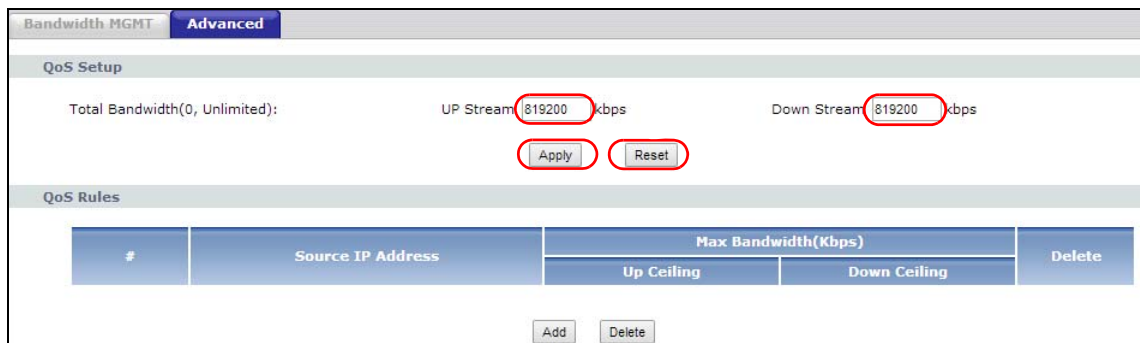 Bandwidth MGMT Advanced
QoS Setup
Total Bandwidth(0, Unlimited): UP Stream 819200 kbps Down Stream 819200 kbps
Apply Reset
QoS Rules
# Source IP Address Max Bandwidth(Kbps) Delete
Up Ceiling Down Ceiling
Add Delete